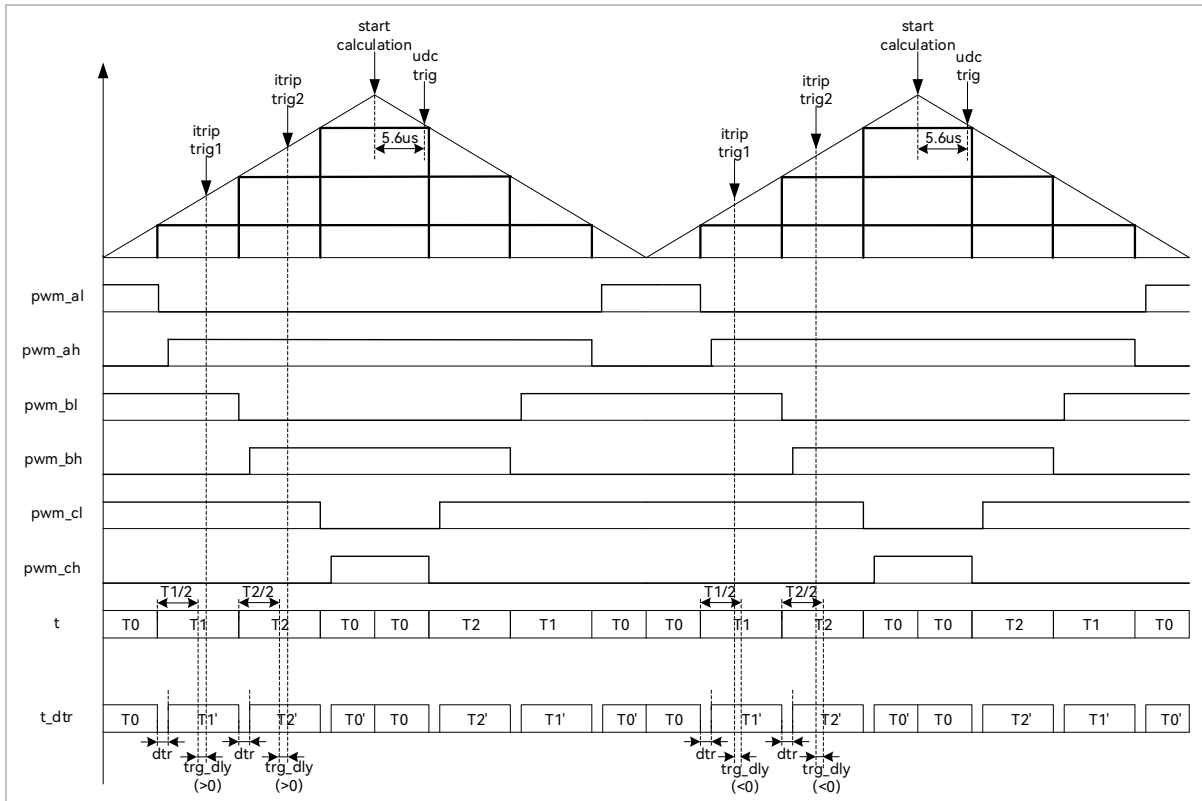 start
calculation
udc
trig
itrip
trig2
itrip
trig1
5.6us
start
calculation
udc
trig
itrip
trig2
itrip
trig1
5.6us
pwm_al
pwm_ah
pwm_bl
pwm_bh
pwm_cl
pwm_ch
T1/2 T2/2 T1/2 T2/2
t T0 T1 T2 T0 T0 T2 T1 T0 T0 T1 T2 T0 T0 T2 T1 T0
t_dtr T0 T1' T2' T0' T0 T2' T1' T0' T0 T1' T2' T0' T0 T2' T1' T0'
dtr dtr dtr dtr
trg_dly trg_dly trg_dly trg_dly
(>0) (>0) (<0) (<0)